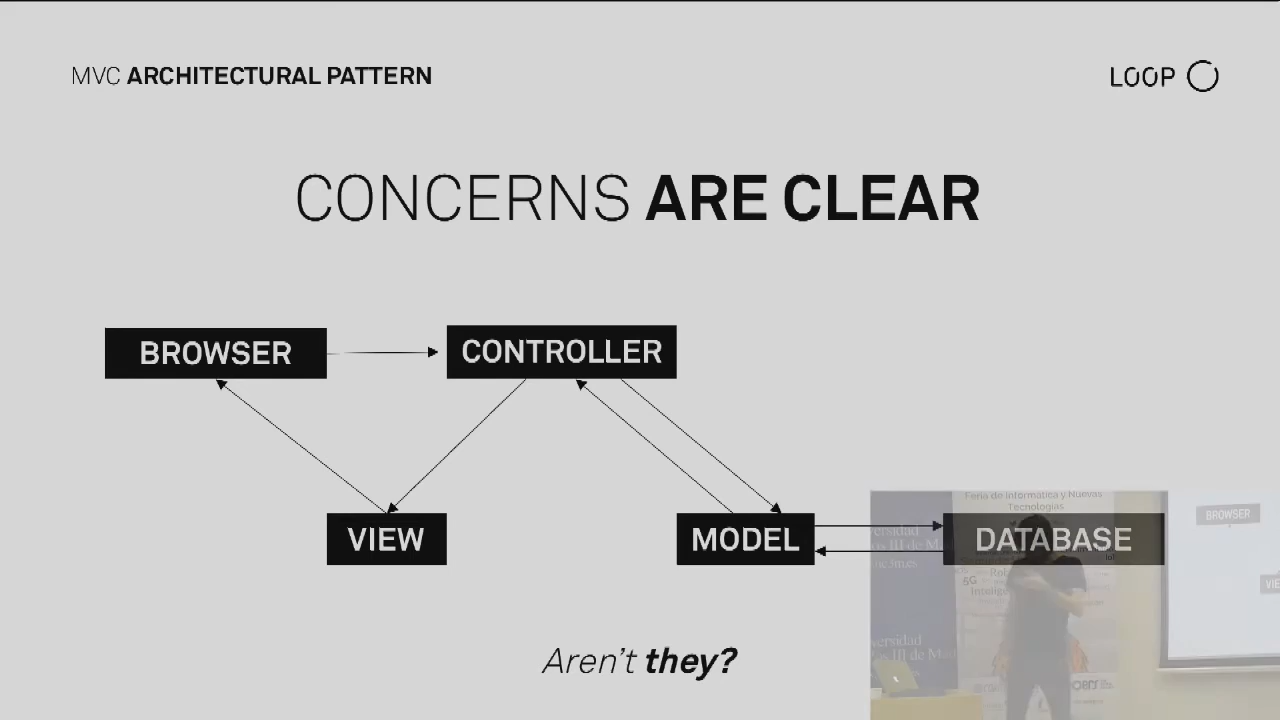 MVC ARCHITECTURAL PATTERN
LOOP
CONCERNS ARE CLEAR
BROWSER
CONTROLLER
VIEW
MODEL
DATABASE
Aren't they?
Feria de Informática y Nuevas
Tecnologías
BROWSER
5G